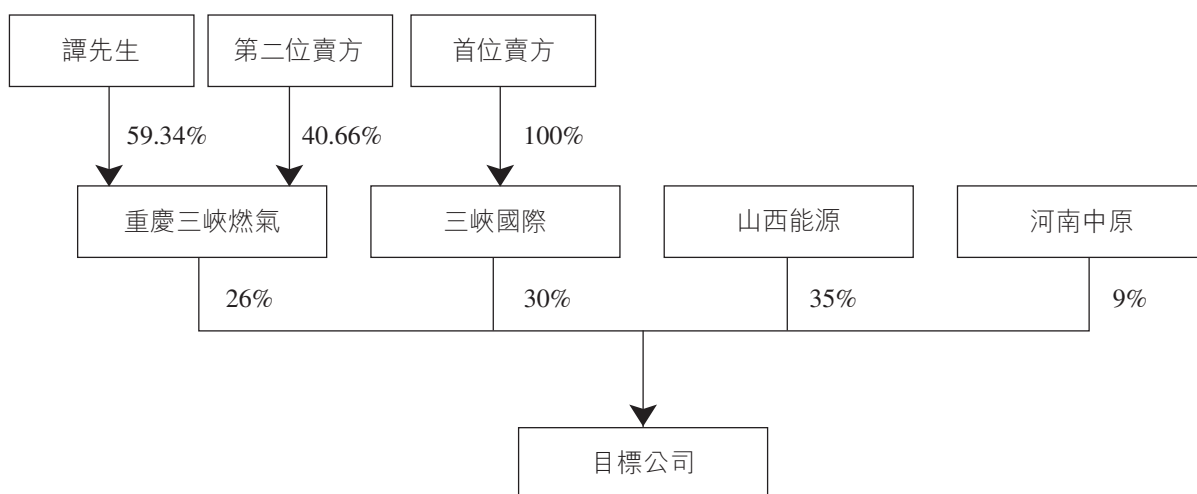 譚先生
第二位賣方
首位賣方
59.34%
40.66%
100%
重慶三峽燃氣
三峽國際
山西能源
河南中原
26%
30%
35%
9%
目標公司